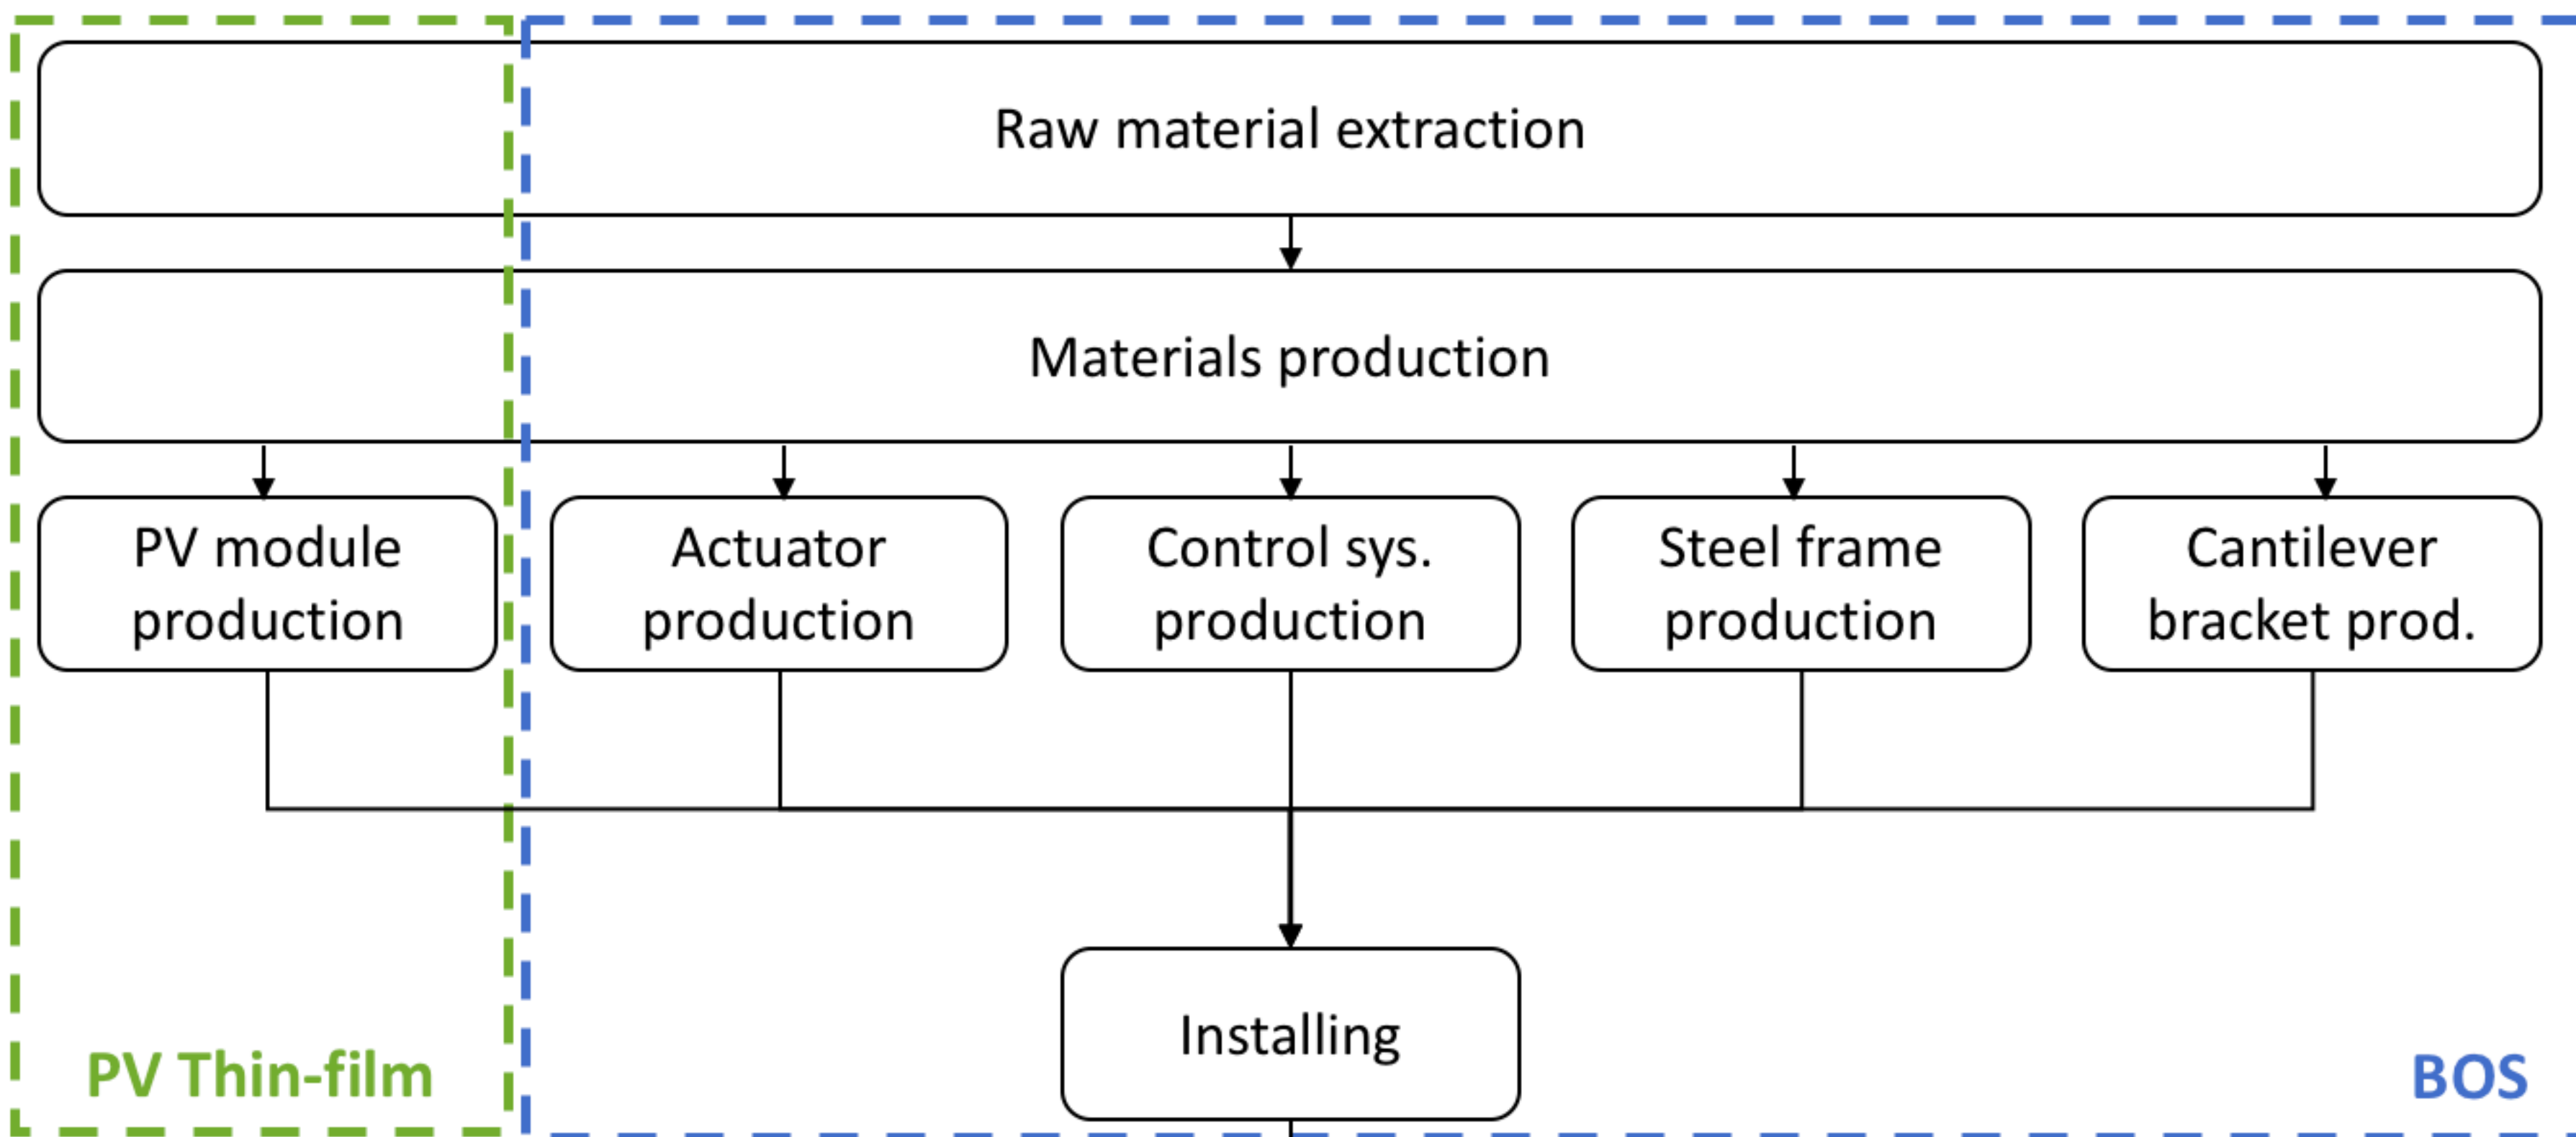 Raw material extraction
Materials production
PV module
production
Actuator
production
Control sys.
production
Steel frame
production
Cantilever
bracket prod.
Installing
PV Thin-film
BOS